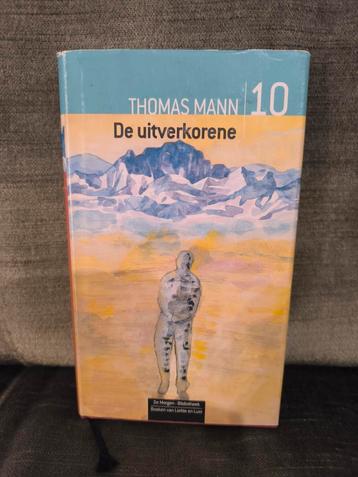 THOMAS MANN 10
De uitverkorene
De Morgen - Bibliotheek
Boeken van Liefde en Lust